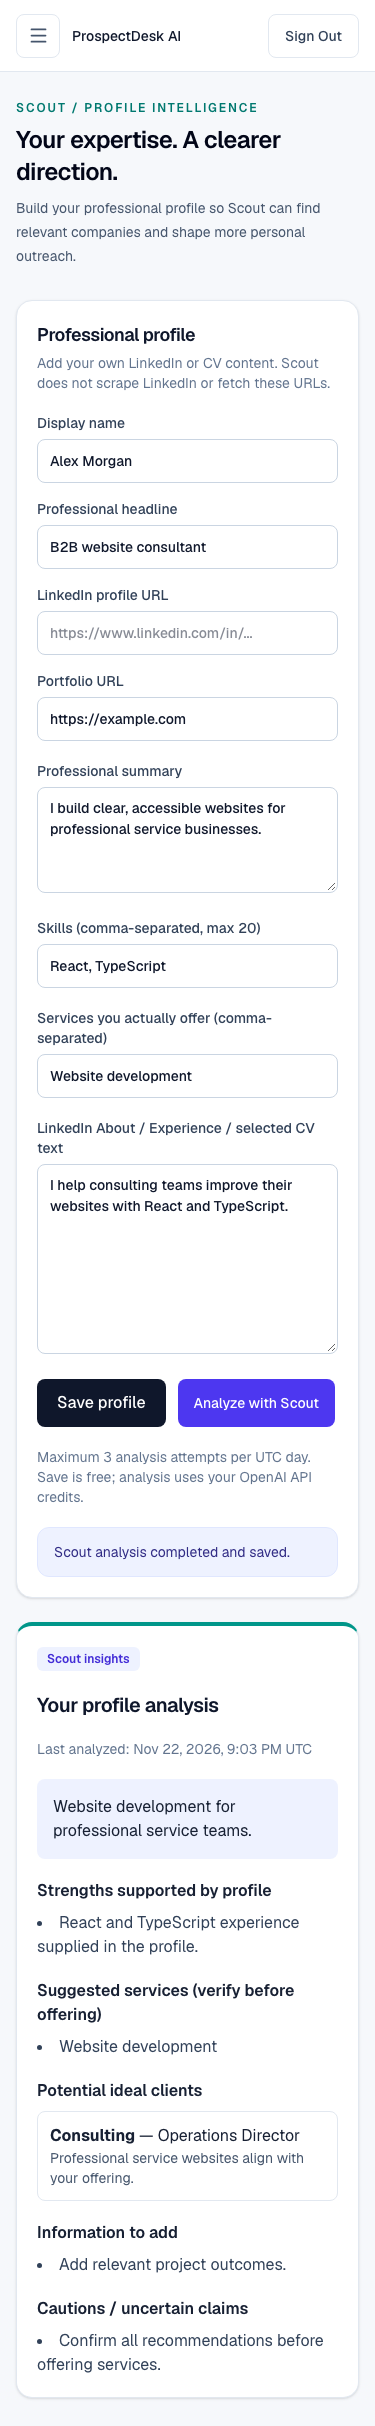 ProspectDesk AI
Sign Out
SCOUT / PROFILE INTELLIGENCE
Your expertise. A clearer
direction.
Build your professional profile so Scout can find
relevant companies and shape more personal
outreach.
Professional profile
Add your own LinkedIn or CV content. Scout
does not scrape LinkedIn or fetch these URLs.
Display name
Alex Morgan
Professional headline
B2B website consultant
LinkedIn profile URL
https://www.linkedin.com/in/...
Portfolio URL
https://example.com
Professional summary
I build clear, accessible websites for
professional service businesses.
Skills (comma-separated, max 20)
React, TypeScript
Services you actually offer (comma-
separated)
Website development
LinkedIn About / Experience / selected CV
text
I help consulting teams improve their
websites with React and TypeScript.
Save profile
Analyze with Scout
Maximum 3 analysis attempts per UTC day.
Save is free; analysis uses your OpenAI API
credits.
Scout analysis completed and saved.
Scout insights
Your profile analysis
Last analyzed: Nov 22, 2026, 9:03 PM UTC
Website development for
professional service teams.
Strengths supported by profile
• React and TypeScript experience
supplied in the profile.
Suggested services (verify before
offering)
• Website development
Potential ideal clients
Consulting — Operations Director
Professional service websites align with
your offering.
Information to add
• Add relevant project outcomes.
Cautions / uncertain claims
• Confirm all recommendations before
offering services.